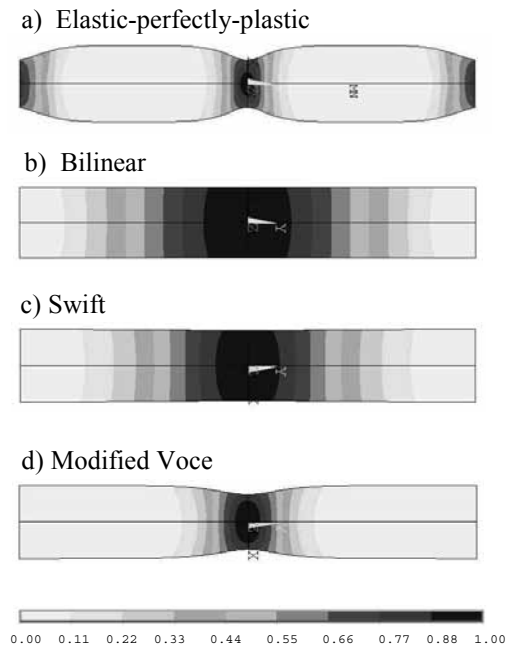 a) Elastic-perfectly-plastic
MN
b) Bilinear
Y
c) Swift
Y
d) Modified Voce
X
0.00 0.11 0.22 0.33 0.44 0.55 0.66 0.77 0.88 1.00